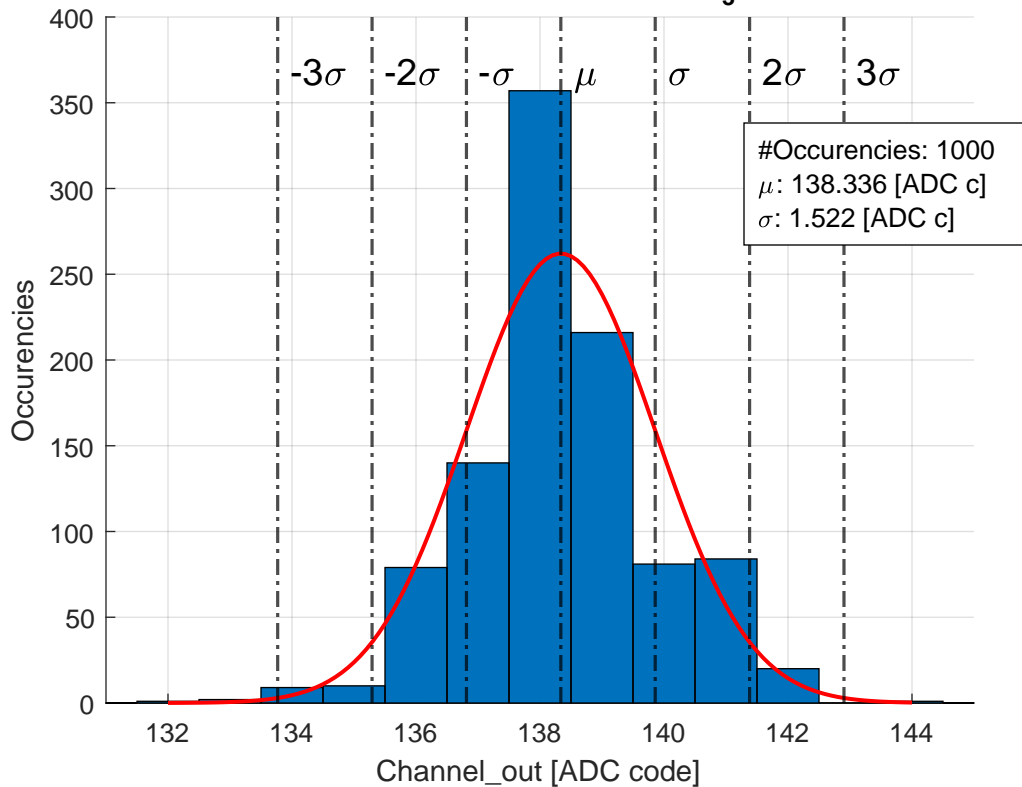 400
350
300
250
200
150
100
50
0
Occurencies
-3σ -2σ -σ μ σ 2σ 3σ
#Occurencies: 1000
μ: 138.336 [ADC c]
σ: 1.522 [ADC c]
132 134 136 138 140 142 144
Channel_out [ADC code]